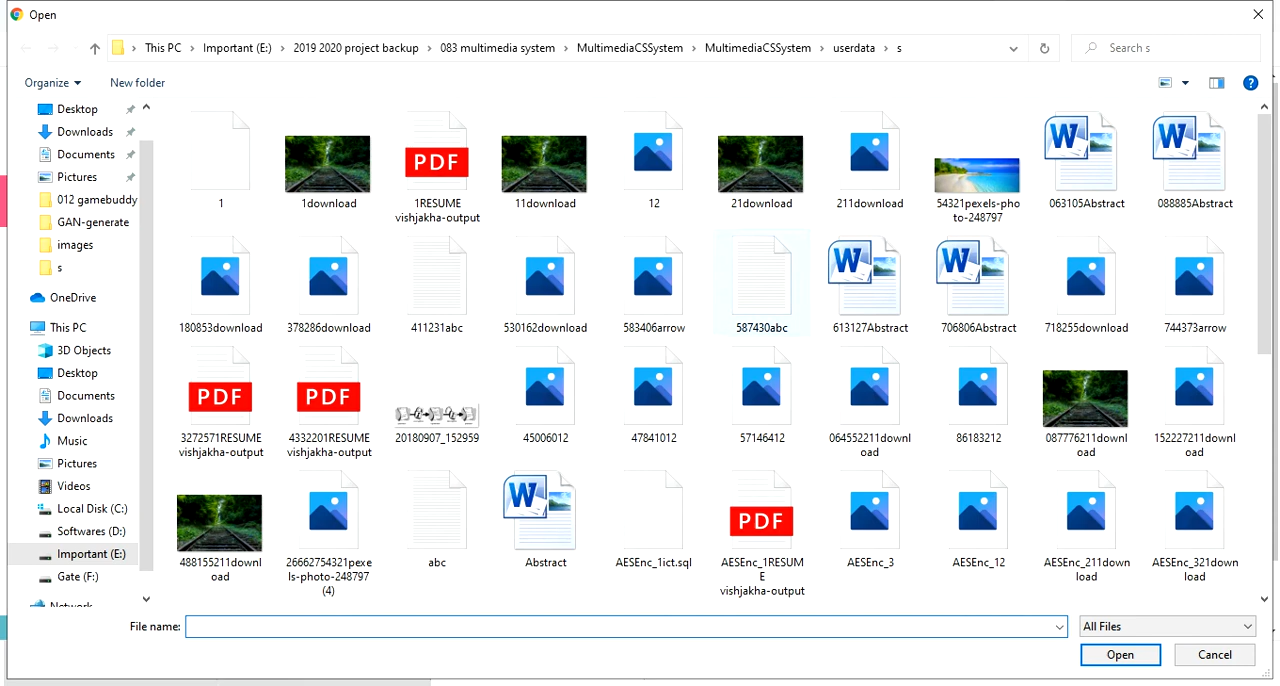 Open
This PC > Important (E:) > 2019 2020 project backup > 083 multimedia system > MultimediaCSSystem > MultimediaCSSystem > userdata > s
Search s
Organize
New folder
?
Desktop
Downloads
Documents
Pictures
012 gamebuddy
GAN-generate
images
s
OneDrive
This PC
3D Objects
Desktop
Documents
Downloads
Music
Pictures
Videos
Local Disk (C:)
Softwares (D:)
Important (E:)
Gate (F:)
Network
1
1download
PDF
1RESUME
vishjakha-output
11download
12
21download
211download
54321pexels-pho
to-248797
W
063105Abstract
W
088885Abstract
180853download
378286download
411231abc
530162download
583406arrow
587430abc
W
613127Abstract
W
706806Abstract
718255download
744373arrow
PDF
3272571RESUME
vishjakha-output
PDF
4332201RESUME
vishjakha-output
20180907_152959
45006012
47841012
57146412
064552211downl
oad
86183212
087776211downl
oad
152227211downl
oad
488155211downl
oad
26662754321pexe
ls-photo-248797
(4)
abc
W
Abstract
AESEnc_1ict.sql
PDF
AESEnc_1RESUM
E
vishjakha-output
AESEnc_3
AESEnc_12
AESEnc_211down
load
AESEnc_321down
load
File name:
All Files
Open
Cancel